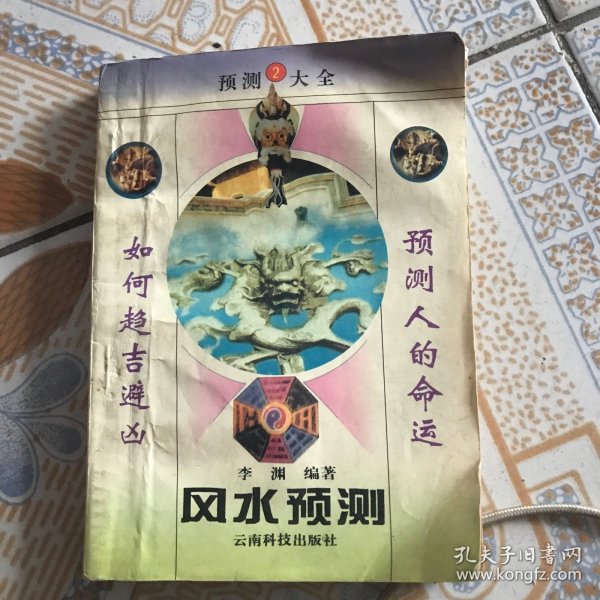 预测2大全
预测人的命运
如何趋吉避凶
李渊 编著
风水预测
云南科技出版社
孔夫子旧书网
www.kongfz.com